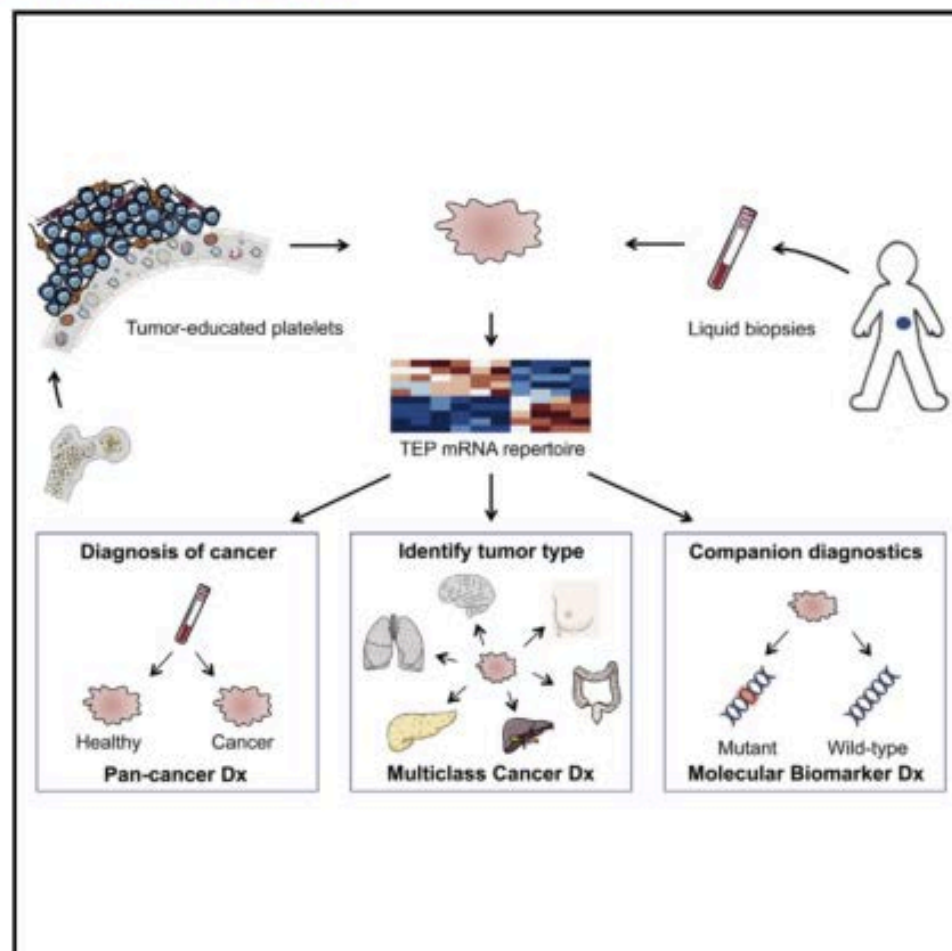 Tumor-educated platelets
Liquid biopsies
TEP mRNA repertoire
Diagnosis of cancer
Healthy
Cancer
Pan-cancer Dx
Identify tumor type
Multiclass Cancer Dx
Companion diagnostics
Mutant
Wild-type
Molecular Biomarker Dx